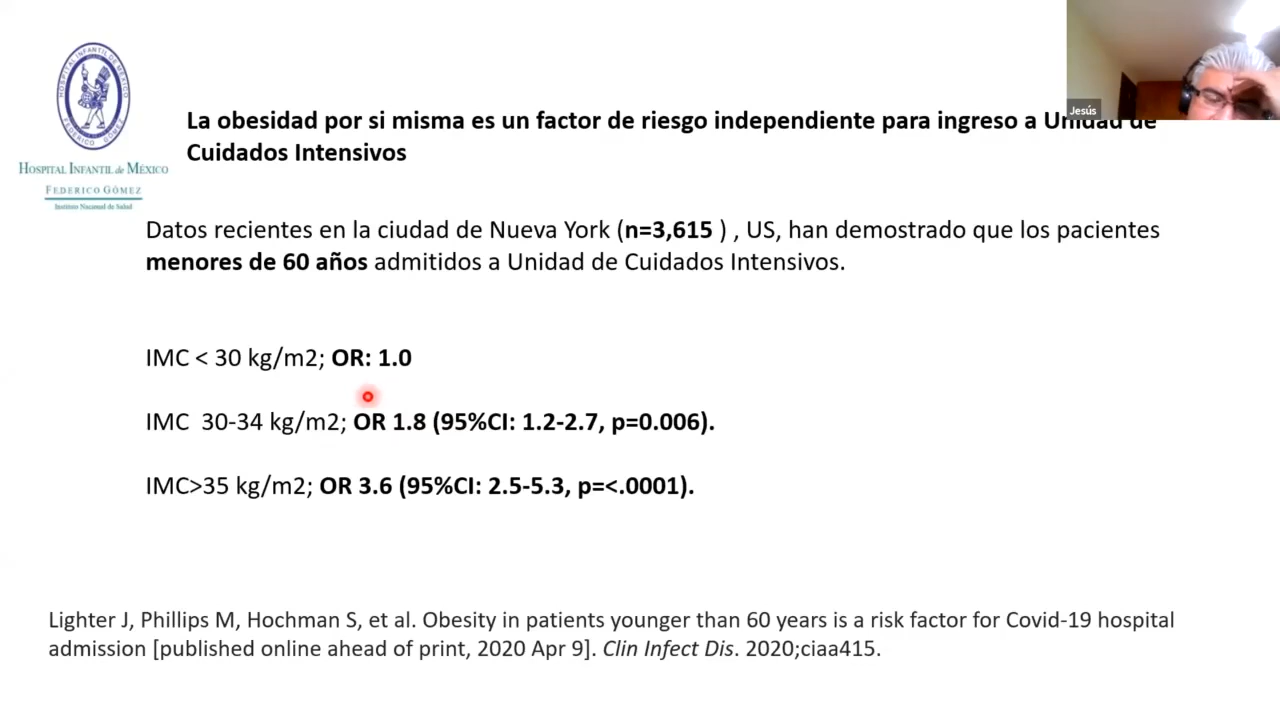 HOSPITAL INFANTIL DE MÉXICO
FEDERICO GÓMEZ
HOSPITAL INFANTIL de MÉXICO
FEDERICO GÓMEZ
Instituto Nacional de Salud
Jesús
La obesidad por si misma es un factor de riesgo independiente para ingreso a Unidad de
Cuidados Intensivos
Datos recientes en la ciudad de Nueva York (n=3,615 ) , US, han demostrado que los pacientes
menores de 60 años admitidos a Unidad de Cuidados Intensivos.
IMC < 30 kg/m2; OR: 1.0
IMC 30-34 kg/m2; OR 1.8 (95%CI: 1.2-2.7, p=0.006).
IMC>35 kg/m2; OR 3.6 (95%CI: 2.5-5.3, p=<.0001).
Lighter J, Phillips M, Hochman S, et al. Obesity in patients younger than 60 years is a risk factor for Covid-19 hospital
admission [published online ahead of print, 2020 Apr 9]. Clin Infect Dis. 2020;ciaa415.